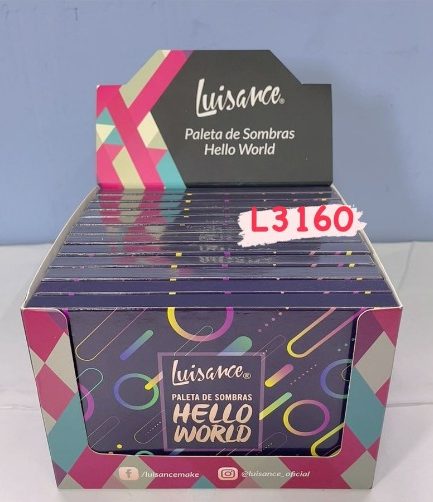 Luisance®
Paleta de Sombras
Hello World
L3160
Luisance®
PALETA DE SOMBRAS
HELLO
WORLD
/luisancemake
@luisance_oficial